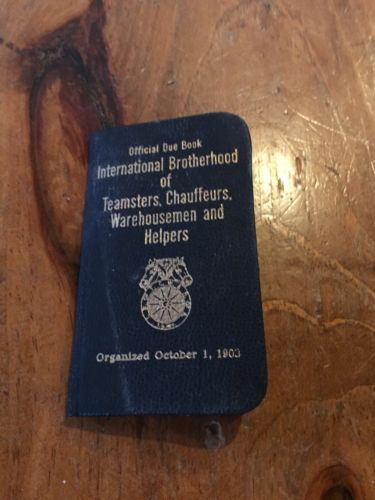 Official Due Book
International Brotherhood
of
Teamsters, Chauffeurs,
Warehousemen and
Helpers
Organized October 1, 1903